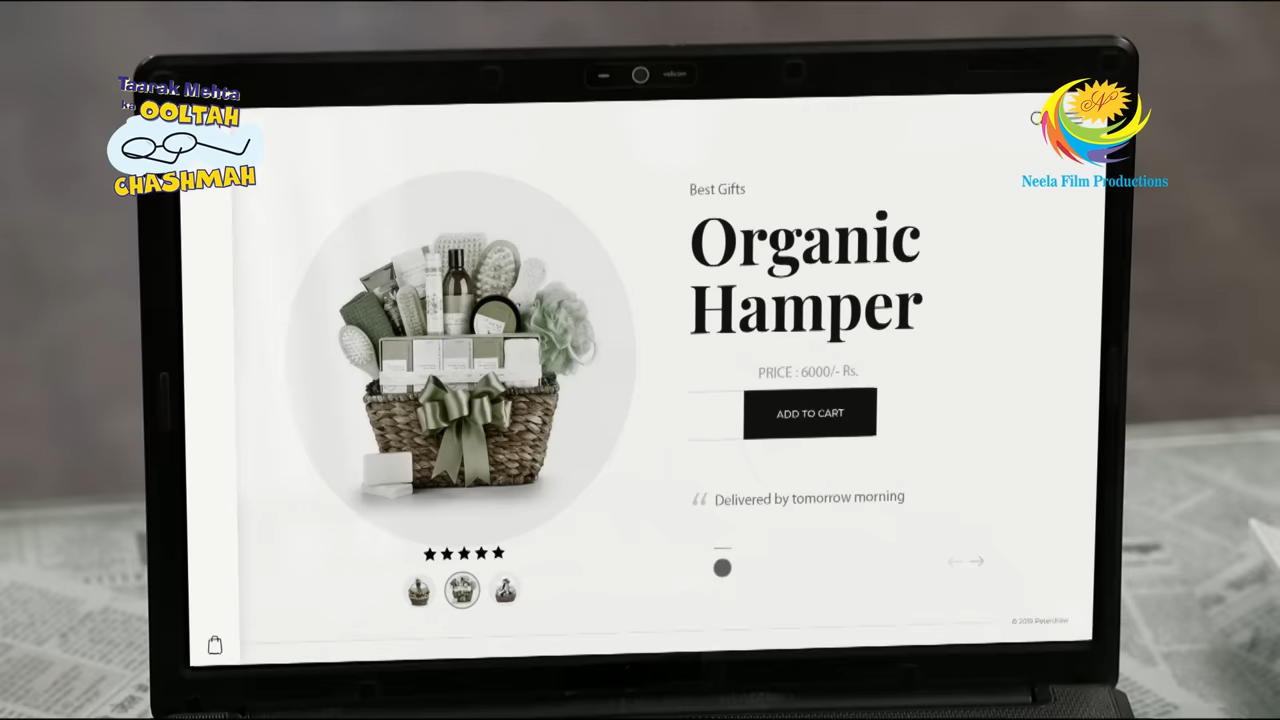 Taarak Mehta
ka OOLTAH
CHASHMAH
Neela Film Productions
Best Gifts
Organic
Hamper
PRICE : 6000/- Rs.
ADD TO CART
“ Delivered by tomorrow morning